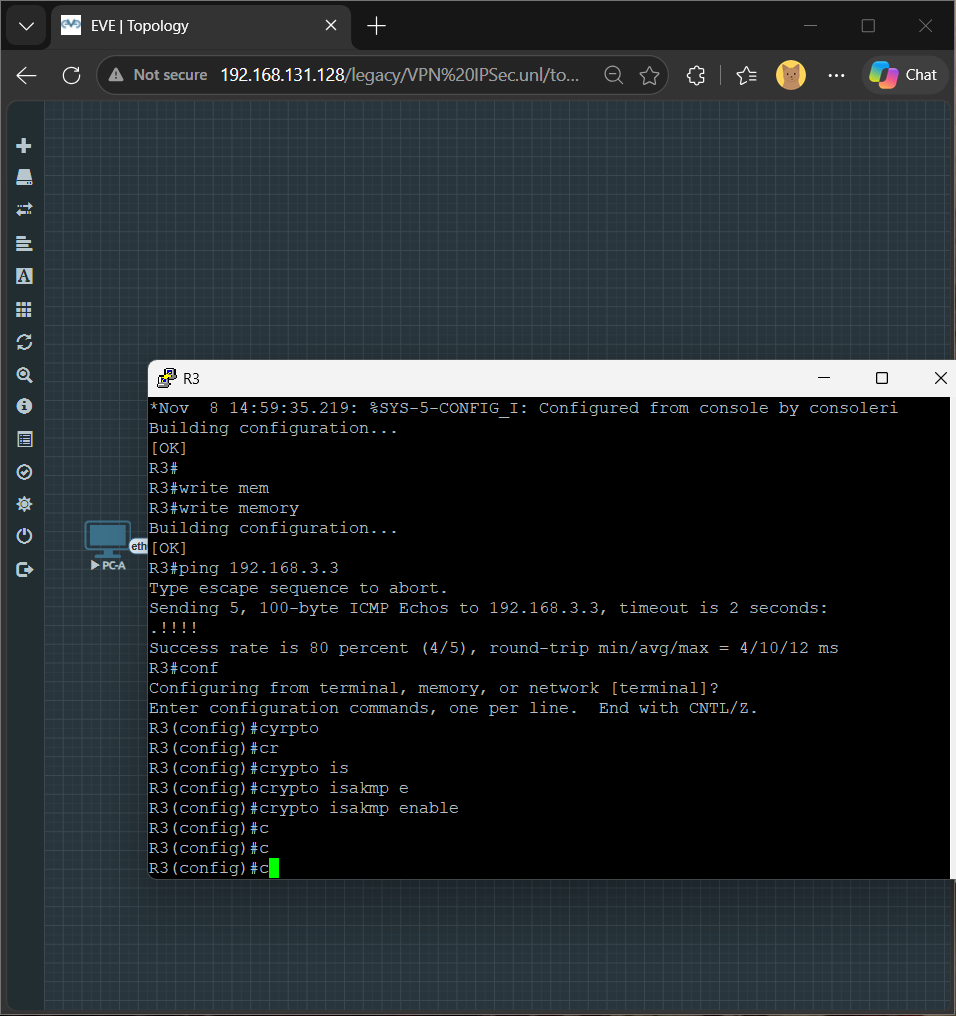 EVE | Topology
Not secure 192.168.131.128/legacy/VPN%20IPSec.unl/to...
Chat
A
R3
*Nov  8 14:59:35.219: %SYS-5-CONFIG_I: Configured from console by consoleri
Building configuration...
[OK]
R3#
R3#write mem
R3#write memory
Building configuration...
[OK]
R3#ping 192.168.3.3
Type escape sequence to abort.
Sending 5, 100-byte ICMP Echos to 192.168.3.3, timeout is 2 seconds:
.!!!!
Success rate is 80 percent (4/5), round-trip min/avg/max = 4/10/12 ms
R3#conf
Configuring from terminal, memory, or network [terminal]?
Enter configuration commands, one per line.  End with CNTL/Z.
R3(config)#cyrpto
R3(config)#cr
R3(config)#crypto is
R3(config)#crypto isakmp e
R3(config)#crypto isakmp enable
R3(config)#c
R3(config)#c
R3(config)#c
eth
PC-A